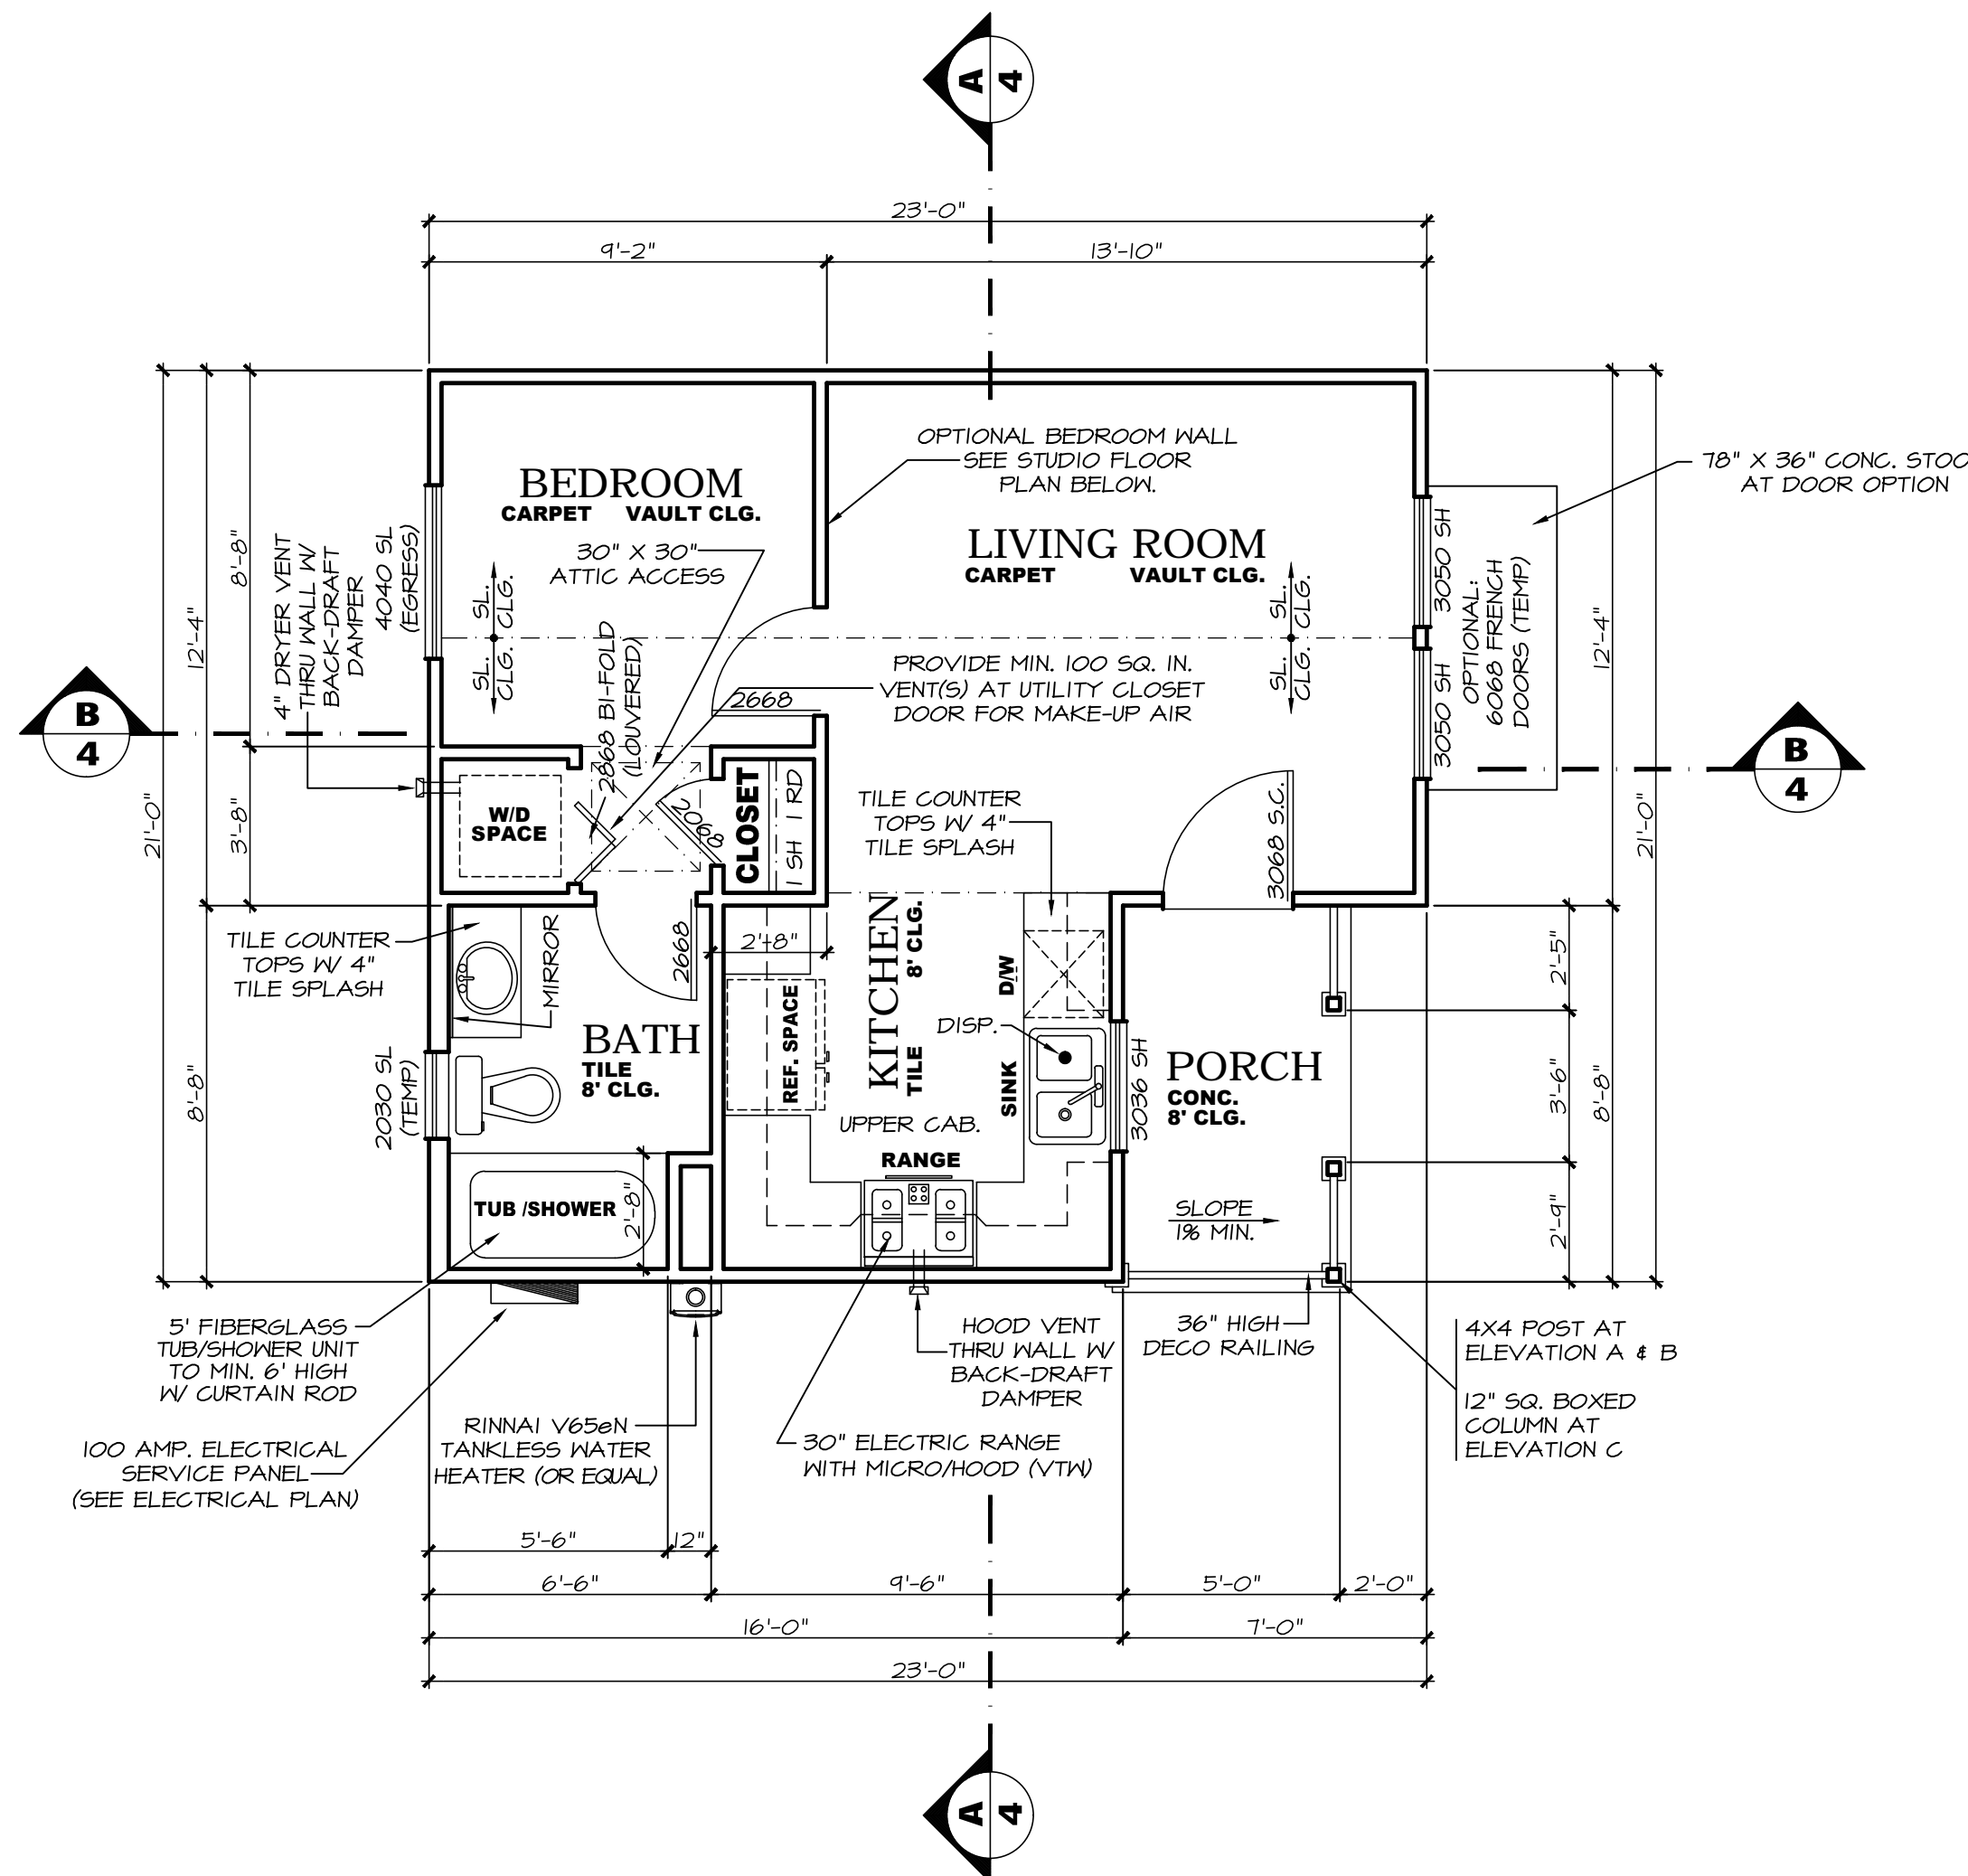 A
4
23'-0"
9'-2"
13'-10"
OPTIONAL BEDROOM WALL
SEE STUDIO FLOOR
PLAN BELOW.
78" X 36" CONC. STOO
AT DOOR OPTION
BEDROOM
CARPET VAULT CLG.
30" X 30"
ATTIC ACCESS
LIVING ROOM
CARPET VAULT CLG.
4" DRYER VENT
THRU WALL W/
BACK-DRAFT
DAMPER
4040 SL
(EGRESS)
SL.
CLG.
SL.
CLG.
SL.
CLG.
SL.
CLG.
3050 SH
3050 SH
OPTIONAL:
6068 FRENCH
DOORS (TEMP)
8'-8"
12'-4"
3'-8"
21'-0"
8'-8"
12'-4"
21'-0"
8'-8"
2'-5"
3'-6"
2'-9"
B
4
B
4
2868 BI-FOLD
(LOUVERED)
2668
PROVIDE MIN. 100 SQ. IN.
VENT(S) AT UTILITY CLOSET
DOOR FOR MAKE-UP AIR
W/D
SPACE
2068
CLOSET
1 SH 1 RD
TILE COUNTER
TOPS W/ 4"
TILE SPLASH
3068 S.C.
TILE COUNTER
TOPS W/ 4"
TILE SPLASH
MIRROR
2668
2'-8"
KITCHEN
TILE 8' CLG.
D/W
DISP.
SINK
REF. SPACE
UPPER CAB.
RANGE
3036 SH
BATH
TILE
8' CLG.
2030 SL
(TEMP)
PORCH
CONC.
8' CLG.
TUB /SHOWER
2'-8"
SLOPE
1% MIN.
5' FIBERGLASS
TUB/SHOWER UNIT
TO MIN. 6' HIGH
W/ CURTAIN ROD
HOOD VENT
THRU WALL W/
BACK-DRAFT
DAMPER
36" HIGH
DECO RAILING
4X4 POST AT
ELEVATION A & B
12" SQ. BOXED
COLUMN AT
ELEVATION C
100 AMP. ELECTRICAL
SERVICE PANEL
(SEE ELECTRICAL PLAN)
RINNAI V65eN
TANKLESS WATER
HEATER (OR EQUAL)
30" ELECTRIC RANGE
WITH MICRO/HOOD (VTW)
5'-6"
12"
6'-6"
9'-6"
5'-0"
2'-0"
16'-0"
7'-0"
23'-0"
A
4